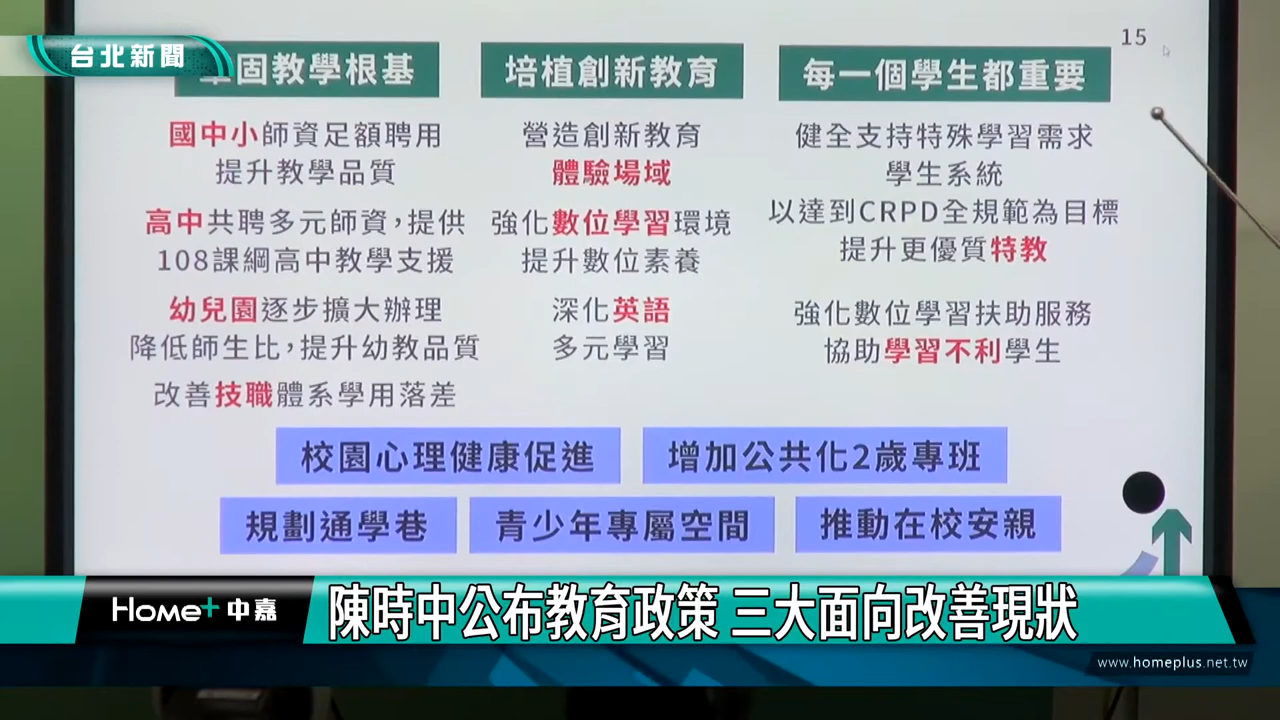 台北新聞
15
固教學根基
培植創新教育
每一個學生都重要
國中小師資足額聘用
提升教學品質
高中共聘多元師資,提供
108課綱高中教學支援
幼兒園逐步擴大辦理
降低師生比,提升幼教品質
改善技職體系學用落差
營造創新教育
體驗場域
強化數位學習環境
提升數位素養
深化英語
多元學習
健全支持特殊學習需求
學生系統
以達到CRPD全規範為目標
提升更優質特教
強化數位學習扶助服務
協助學習不利學生
校園心理健康促進
增加公共化2歲專班
規劃通學巷
青少年專屬空間
推動在校安親
Home+中嘉
陳時中公布教育政策 三大面向改善現狀
www.homeplus.net.tw